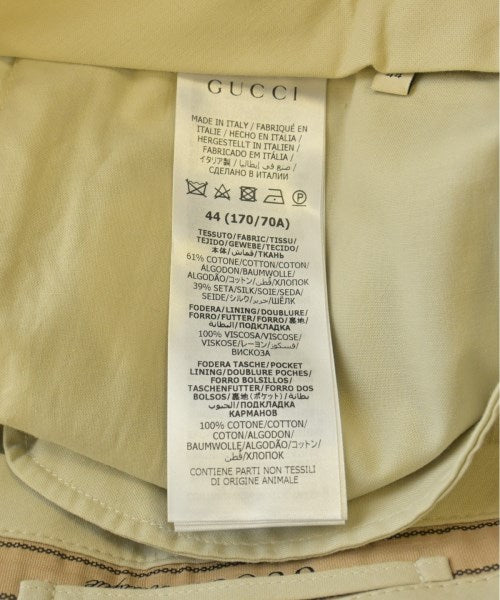 44
GUCCI
MADE IN ITALY / FABRIQUÉ EN
ITALIE / HECHO EN ITALIA /
HERGESTELLT IN ITALIEN /
FABRICADO EM ITÁLIA /
イタリア製 / صنع في إيطاليا /
СДЕЛАНО В ИТАЛИИ
P
44 (170/70A)
TESSUTO/FABRIC/TISSU/
TEJIDO/GEWEBE/TECIDO/
本体/قماش/ТКАНЬ
61% COTONE/COTTON/COTON/
ALGODON/BAUMWOLLE/
ALGODÃO/コットン/قطن/ХЛОПОК
39% SETA/SILK/SOIE/SEDA/
SEIDE/シルク/حرير/ШЁЛК
FODERA/LINING/DOUBLURE/
FORRO/FUTTER/FORRO/裏地/
البطانة/ПОДКЛАДКА
100% VISCOSA/VISCOSE/
VISKOSE/レーヨン/فسكوز/
ВИСКОЗА
FODERA TASCHE/POCKET
LINING/DOUBLURE POCHES/
FORRO BOLSILLOS/
TASCHENFUTTER/FORRO DOS
BOLSOS/裏地(ポケット)/بطانة
الجيوب/ПОДКЛАДКА
КАРМАНОВ
100% COTONE/COTTON/
COTON/ALGODON/
BAUMWOLLE/ALGODÃO/コットン/
قطن/ХЛОПОК
CONTIENE PARTI NON TESSILI
DI ORIGINE ANIMALE